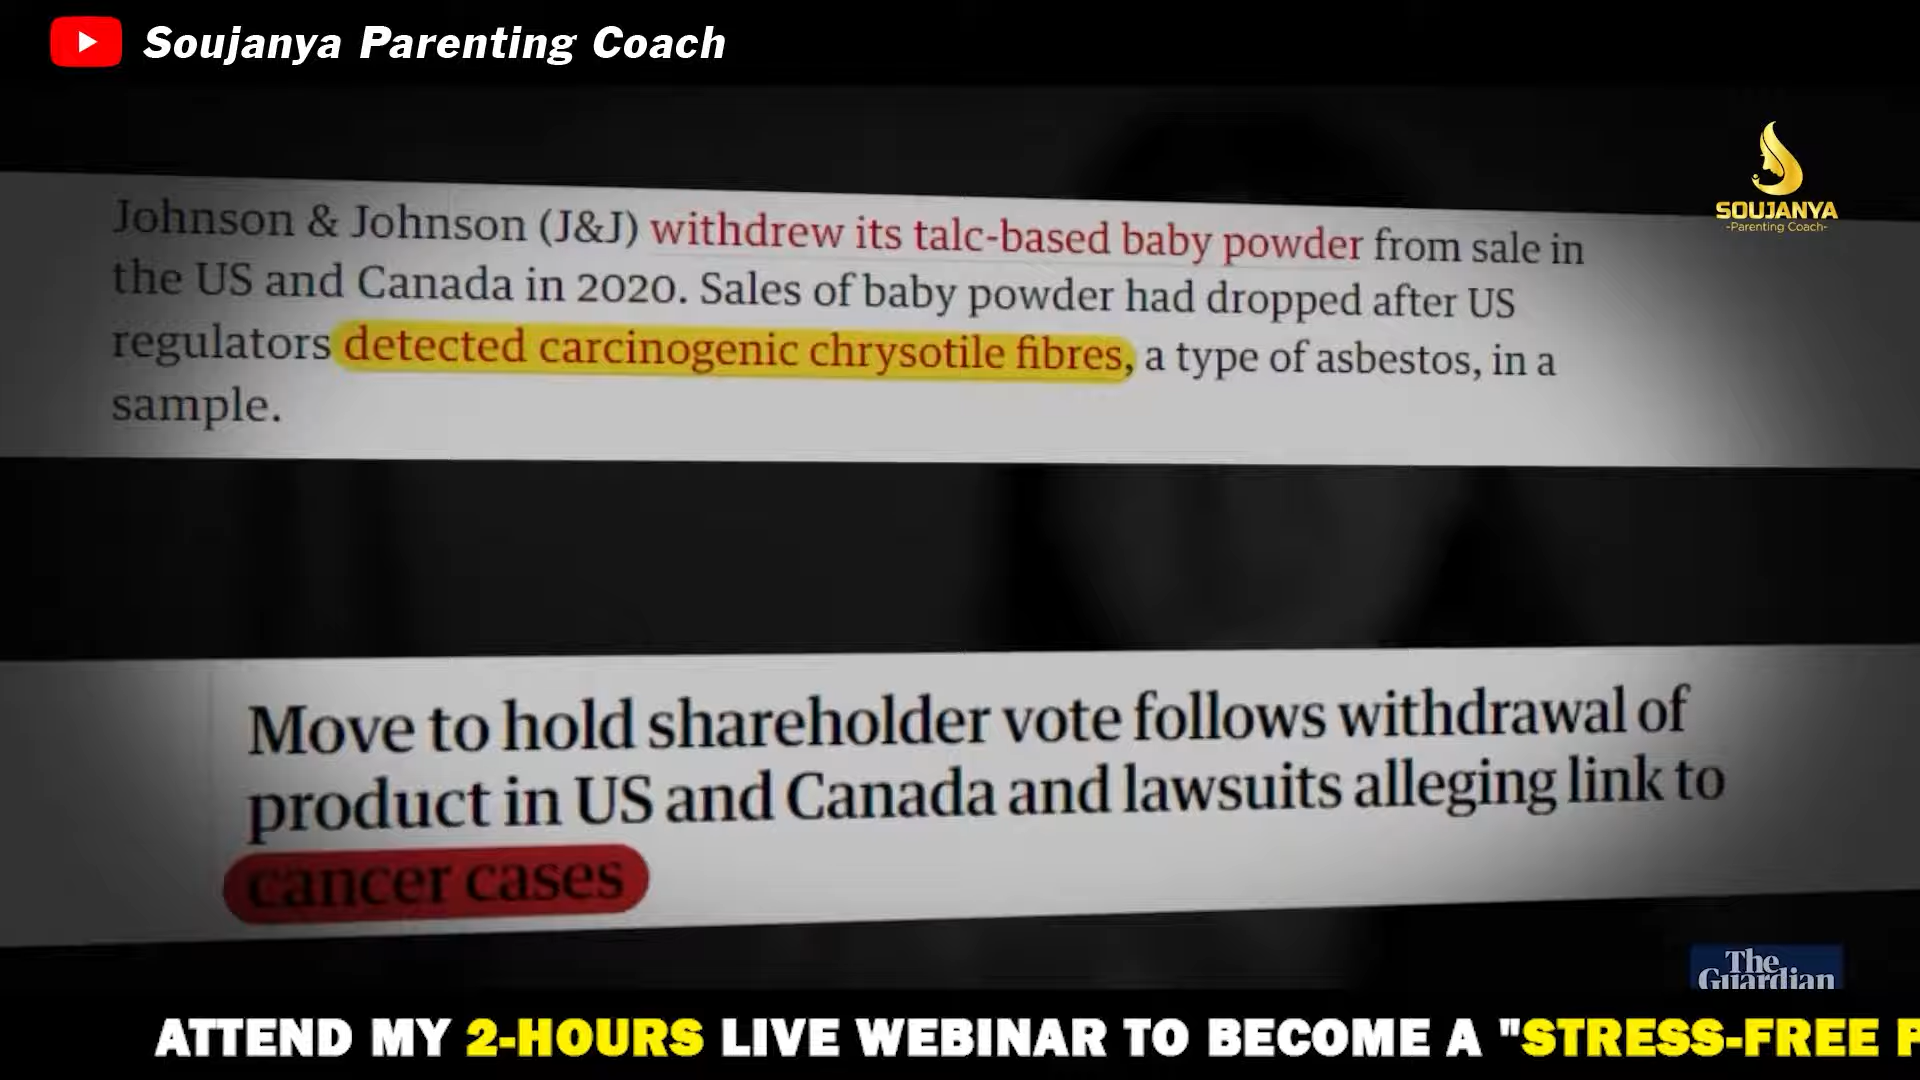 Soujanya Parenting Coach
SOUJANYA
-Parenting Coach-
Johnson & Johnson (J&J) withdrew its talc-based baby powder from sale in
the US and Canada in 2020. Sales of baby powder had dropped after US
regulators detected carcinogenic chrysotile fibres, a type of asbestos, in a
sample.
Move to hold shareholder vote follows withdrawal of
product in US and Canada and lawsuits alleging link to
cancer cases
The
Guardian
ATTEND MY 2-HOURS LIVE WEBINAR TO BECOME A "STRESS-FREE